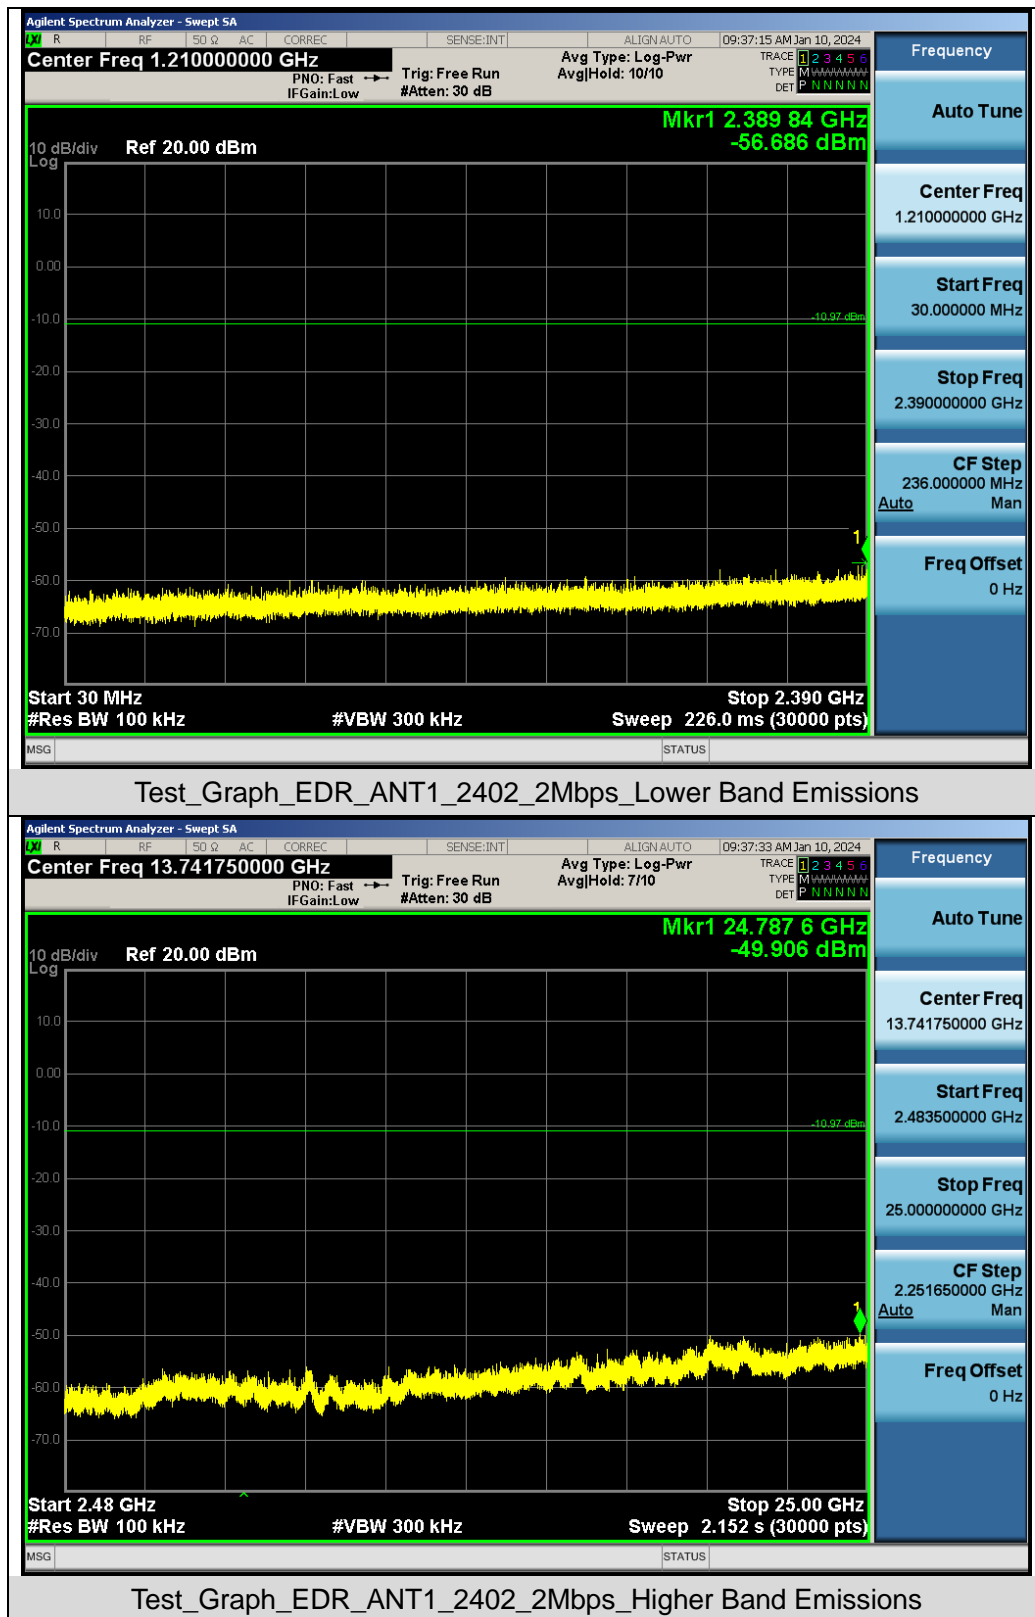 Agilent Spectrum Analyzer - Swept SA
LXI R RF 50 Ω AC CORREC SENSE:INT ALIGN AUTO 09:37:15 AM Jan 10, 2024
Center Freq 1.210000000 GHz
PNO: Fast
IFGain:Low
Trig: Free Run
#Atten: 30 dB
Avg Type: Log-Pwr
Avg|Hold: 10/10
TRACE 1 2 3 4 5 6
TYPE M WWWWW
DET P N N N N N
Frequency
Auto Tune
Center Freq
1.210000000 GHz
Start Freq
30.000000 MHz
Stop Freq
2.390000000 GHz
CF Step
236.000000 MHz
Auto Man
Freq Offset
0 Hz
Mkr1 2.389 84 GHz
-56.686 dBm
10 dB/div Ref 20.00 dBm
Log
10.0
0.00
-10.0
-10.97 dBm
-20.0
-30.0
-40.0
-50.0
1
-60.0
-70.0
Start 30 MHz Stop 2.390 GHz
#Res BW 100 kHz #VBW 300 kHz Sweep 226.0 ms (30000 pts)
MSG STATUS
Test_Graph_EDR_ANT1_2402_2Mbps_Lower Band Emissions
Agilent Spectrum Analyzer - Swept SA
LXI R RF 50 Ω AC CORREC SENSE:INT ALIGN AUTO 09:37:33 AM Jan 10, 2024
Center Freq 13.741750000 GHz
PNO: Fast
IFGain:Low
Trig: Free Run
#Atten: 30 dB
Avg Type: Log-Pwr
Avg|Hold: 7/10
TRACE 1 2 3 4 5 6
TYPE M WWWWW
DET P N N N N N
Frequency
Auto Tune
Center Freq
13.741750000 GHz
Start Freq
2.483500000 GHz
Stop Freq
25.000000000 GHz
CF Step
2.251650000 GHz
Auto Man
Freq Offset
0 Hz
Mkr1 24.787 6 GHz
-49.906 dBm
10 dB/div Ref 20.00 dBm
Log
10.0
0.00
-10.0
-10.97 dBm
-20.0
-30.0
-40.0
1
-50.0
-60.0
-70.0
Start 2.48 GHz Stop 25.00 GHz
#Res BW 100 kHz #VBW 300 kHz Sweep 2.152 s (30000 pts)
MSG STATUS
Test_Graph_EDR_ANT1_2402_2Mbps_Higher Band Emissions